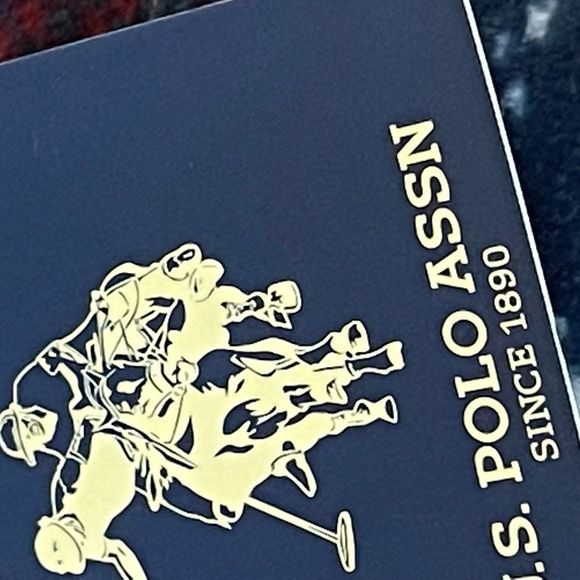 .S. POLO ASSN
SINCE 1890